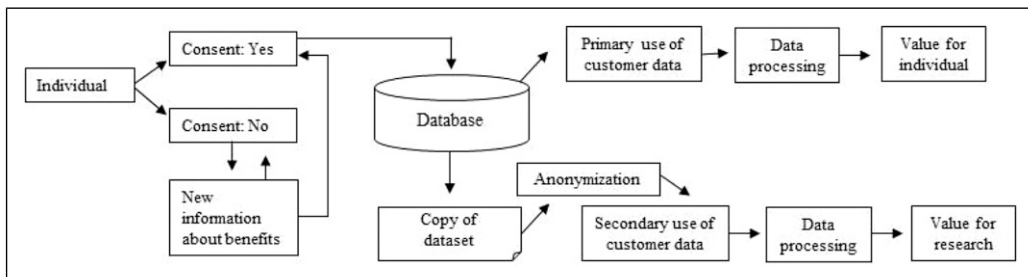 Individual
Consent: Yes
Consent: No
New
information
about benefits
Database
Primary use of
customer data
Data
processing
Value for
individual
Copy of
dataset
Anonymization
Secondary use of
customer data
Data
processing
Value for
research